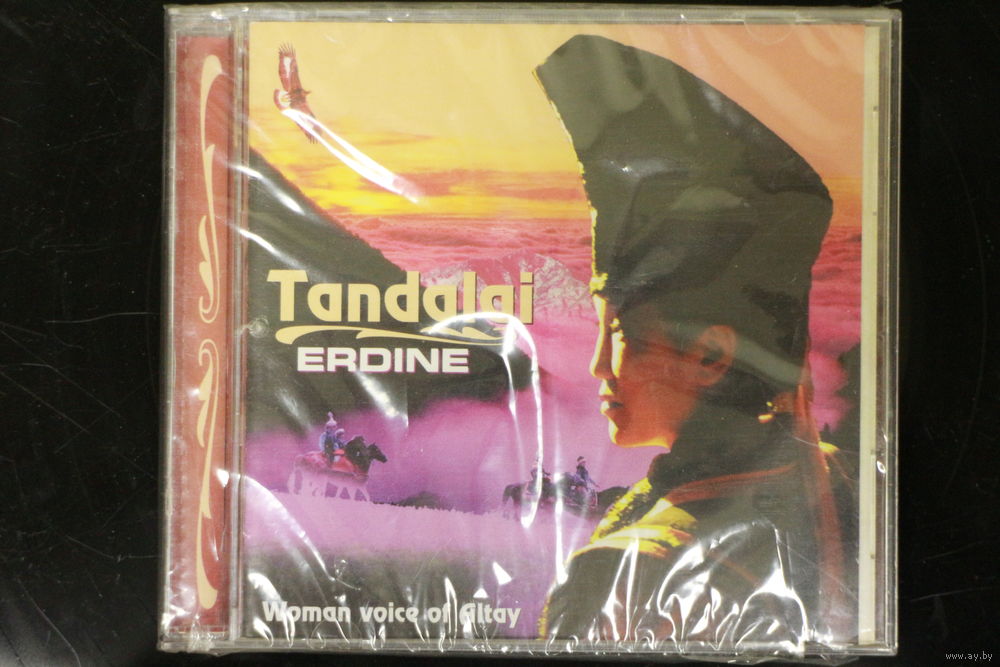 Tandalai
ERDINE
Woman voice of Altay
www.ay.by